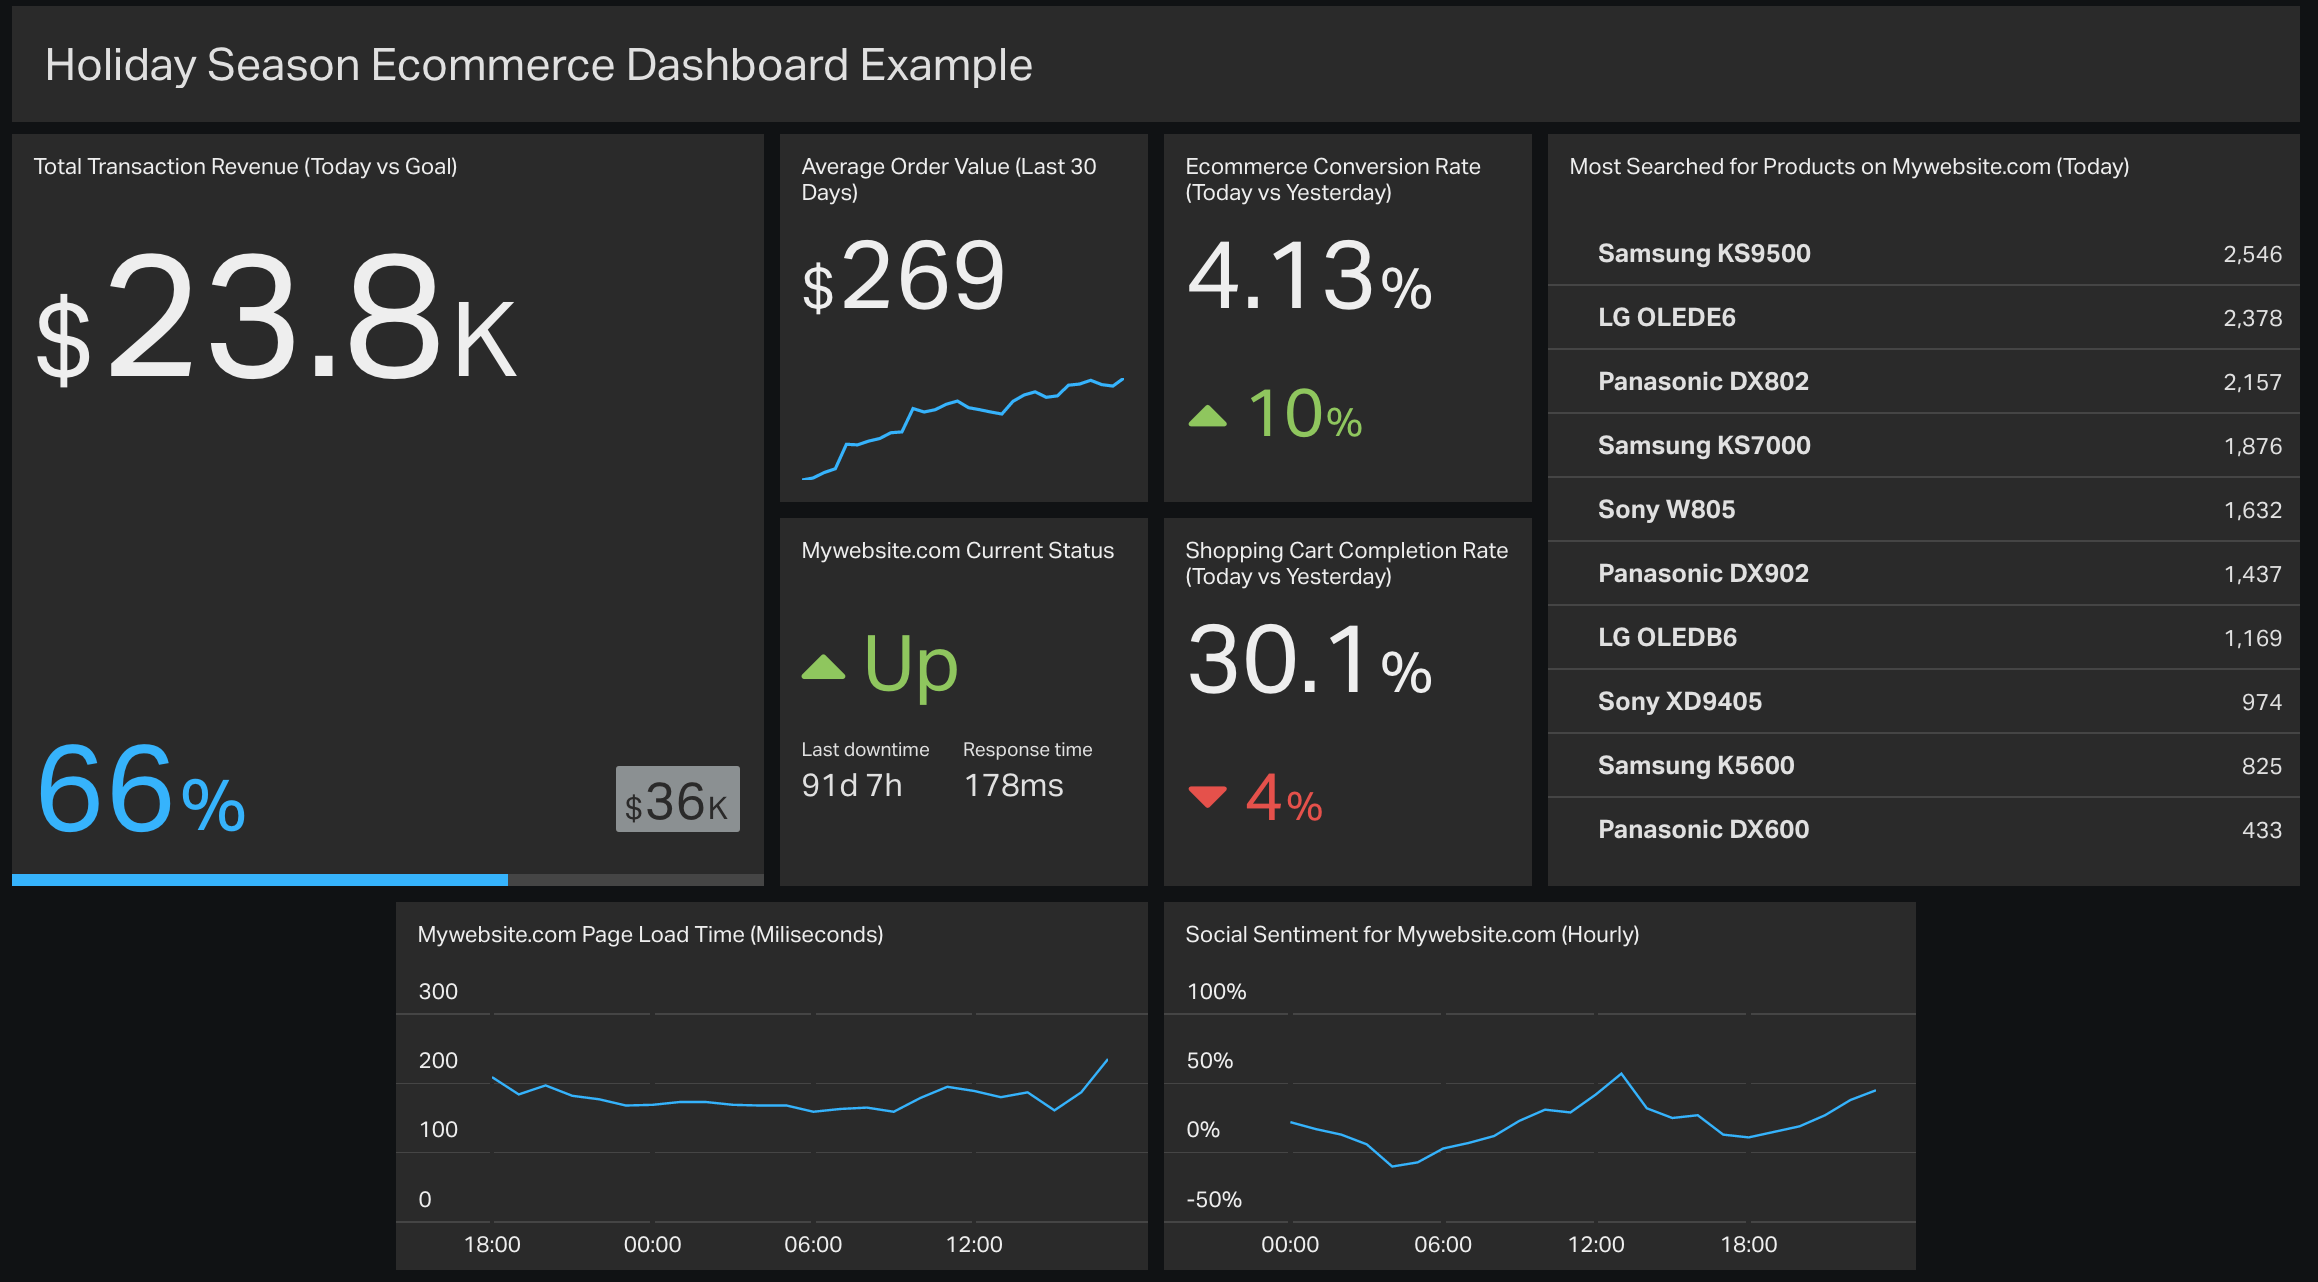 Holiday Season Ecommerce Dashboard Example
Total Transaction Revenue (Today vs Goal)
$23.8K
66%
$36K
Average Order Value (Last 30
Days)
$269
Ecommerce Conversion Rate
(Today vs Yesterday)
4.13%
10%
Mywebsite.com Current Status
Up
Last downtime Response time
91d 7h 178ms
Shopping Cart Completion Rate
(Today vs Yesterday)
30.1%
4%
Most Searched for Products on Mywebsite.com (Today)
Samsung KS9500 2,546
LG OLEDE6 2,378
Panasonic DX802 2,157
Samsung KS7000 1,876
Sony W805 1,632
Panasonic DX902 1,437
LG OLEDB6 1,169
Sony XD9405 974
Samsung K5600 825
Panasonic DX600 433
Mywebsite.com Page Load Time (Miliseconds)
300
200
100
0
18:00 00:00 06:00 12:00
Social Sentiment for Mywebsite.com (Hourly)
100%
50%
0%
-50%
00:00 06:00 12:00 18:00